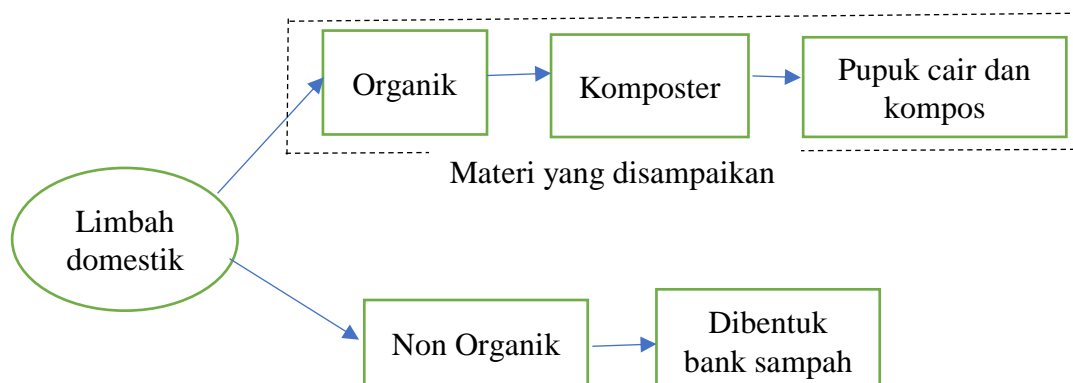 Organik
Komposter
Pupuk cair dan
kompos
Materi yang disampaikan
Limbah
domestik
Non Organik
Dibentuk
bank sampah